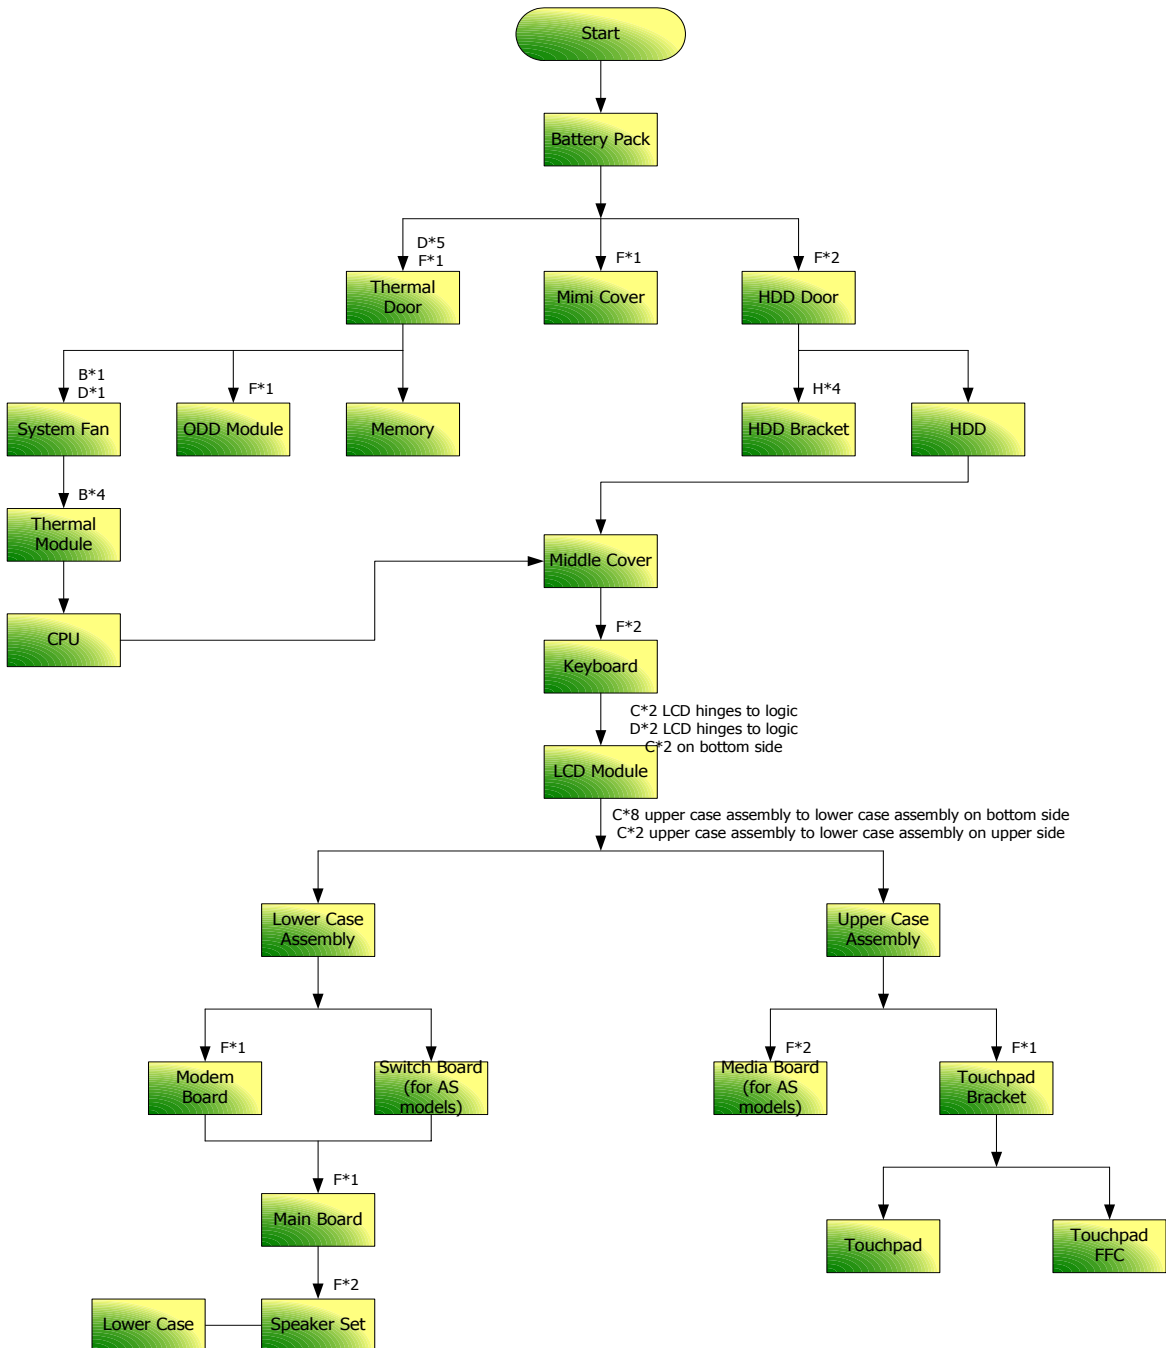 Start
Battery Pack
D*5
F*1
F*1
F*2
Thermal
Door
Mimi Cover
HDD Door
B*1
D*1
F*1
H*4
System Fan
ODD Module
Memory
HDD Bracket
HDD
B*4
Thermal
Module
Middle Cover
CPU
F*2
Keyboard
C*2 LCD hinges to logic
D*2 LCD hinges to logic
C*2 on bottom side
LCD Module
C*8 upper case assembly to lower case assembly on bottom side
C*2 upper case assembly to lower case assembly on upper side
Lower Case
Assembly
Upper Case
Assembly
F*1
F*2
F*1
Modem
Board
Switch Board
(for AS
models)
Media Board
(for AS
models)
Touchpad
Bracket
F*1
Main Board
Touchpad
Touchpad
FFC
F*2
Lower Case
Speaker Set